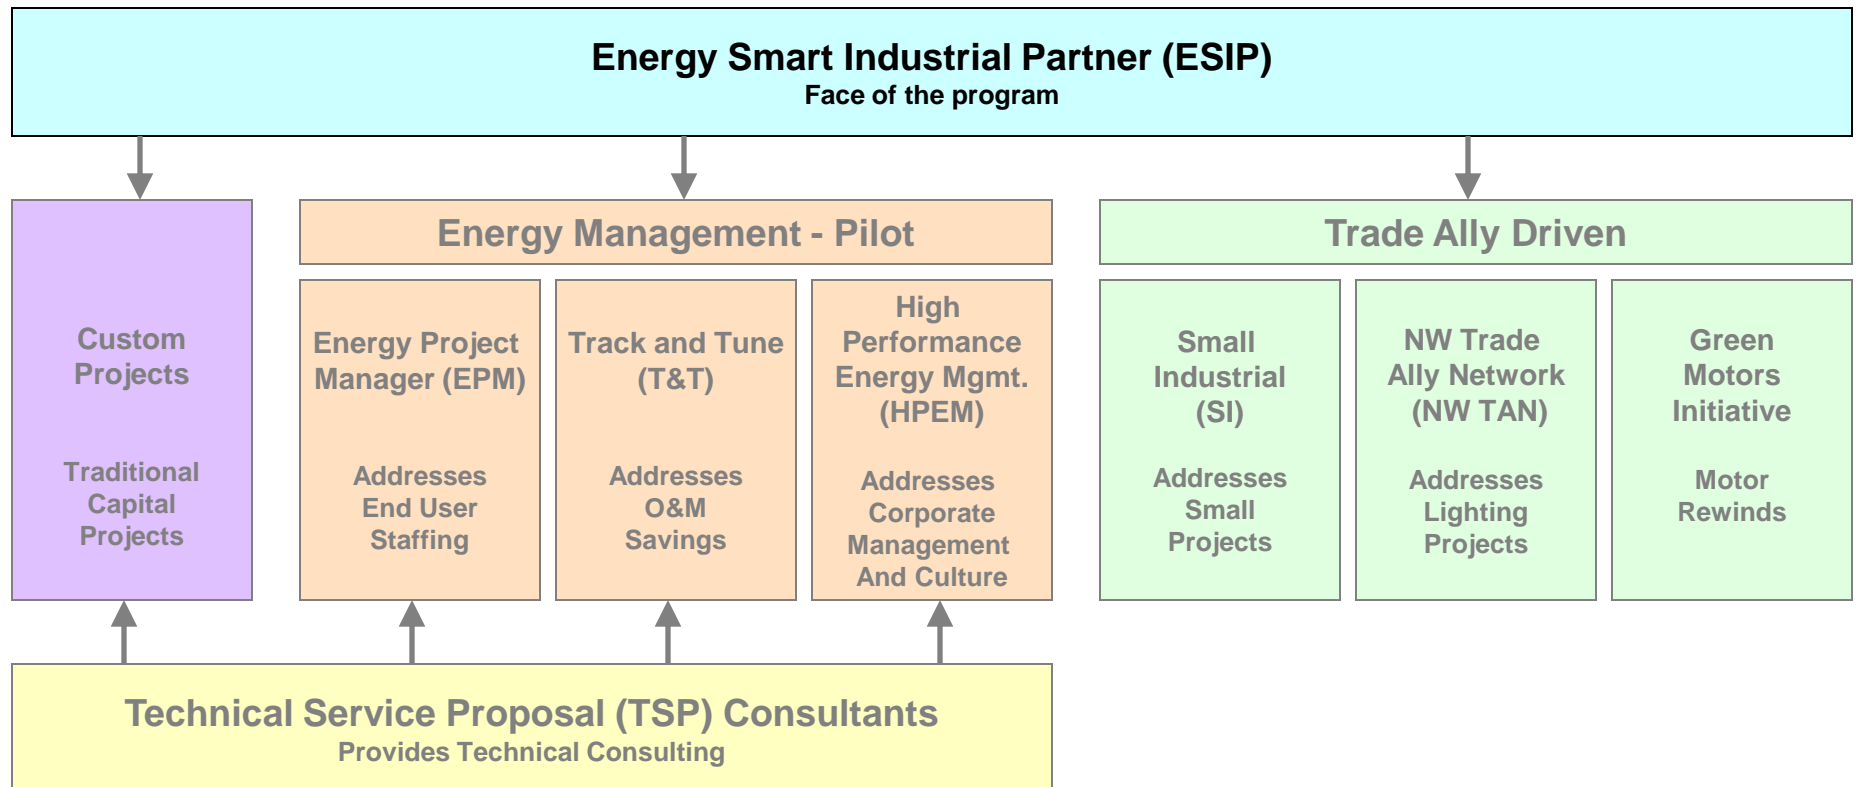 Energy Smart Industrial Partner (ESIP)
Face of the program
Custom
Projects
Traditional
Capital
Projects
Energy Management - Pilot
Energy Project
Manager (EPM)
Addresses
End User
Staffing
Track and Tune
(T&T)
Addresses
O&M
Savings
High
Performance
Energy Mgmt.
(HPEM)
Addresses
Corporate
Management
And Culture
Trade Ally Driven
Small
Industrial
(SI)
Addresses
Small
Projects
NW Trade
Ally Network
(NW TAN)
Addresses
Lighting
Projects
Green
Motors
Initiative
Motor
Rewinds
Technical Service Proposal (TSP) Consultants
Provides Technical Consulting